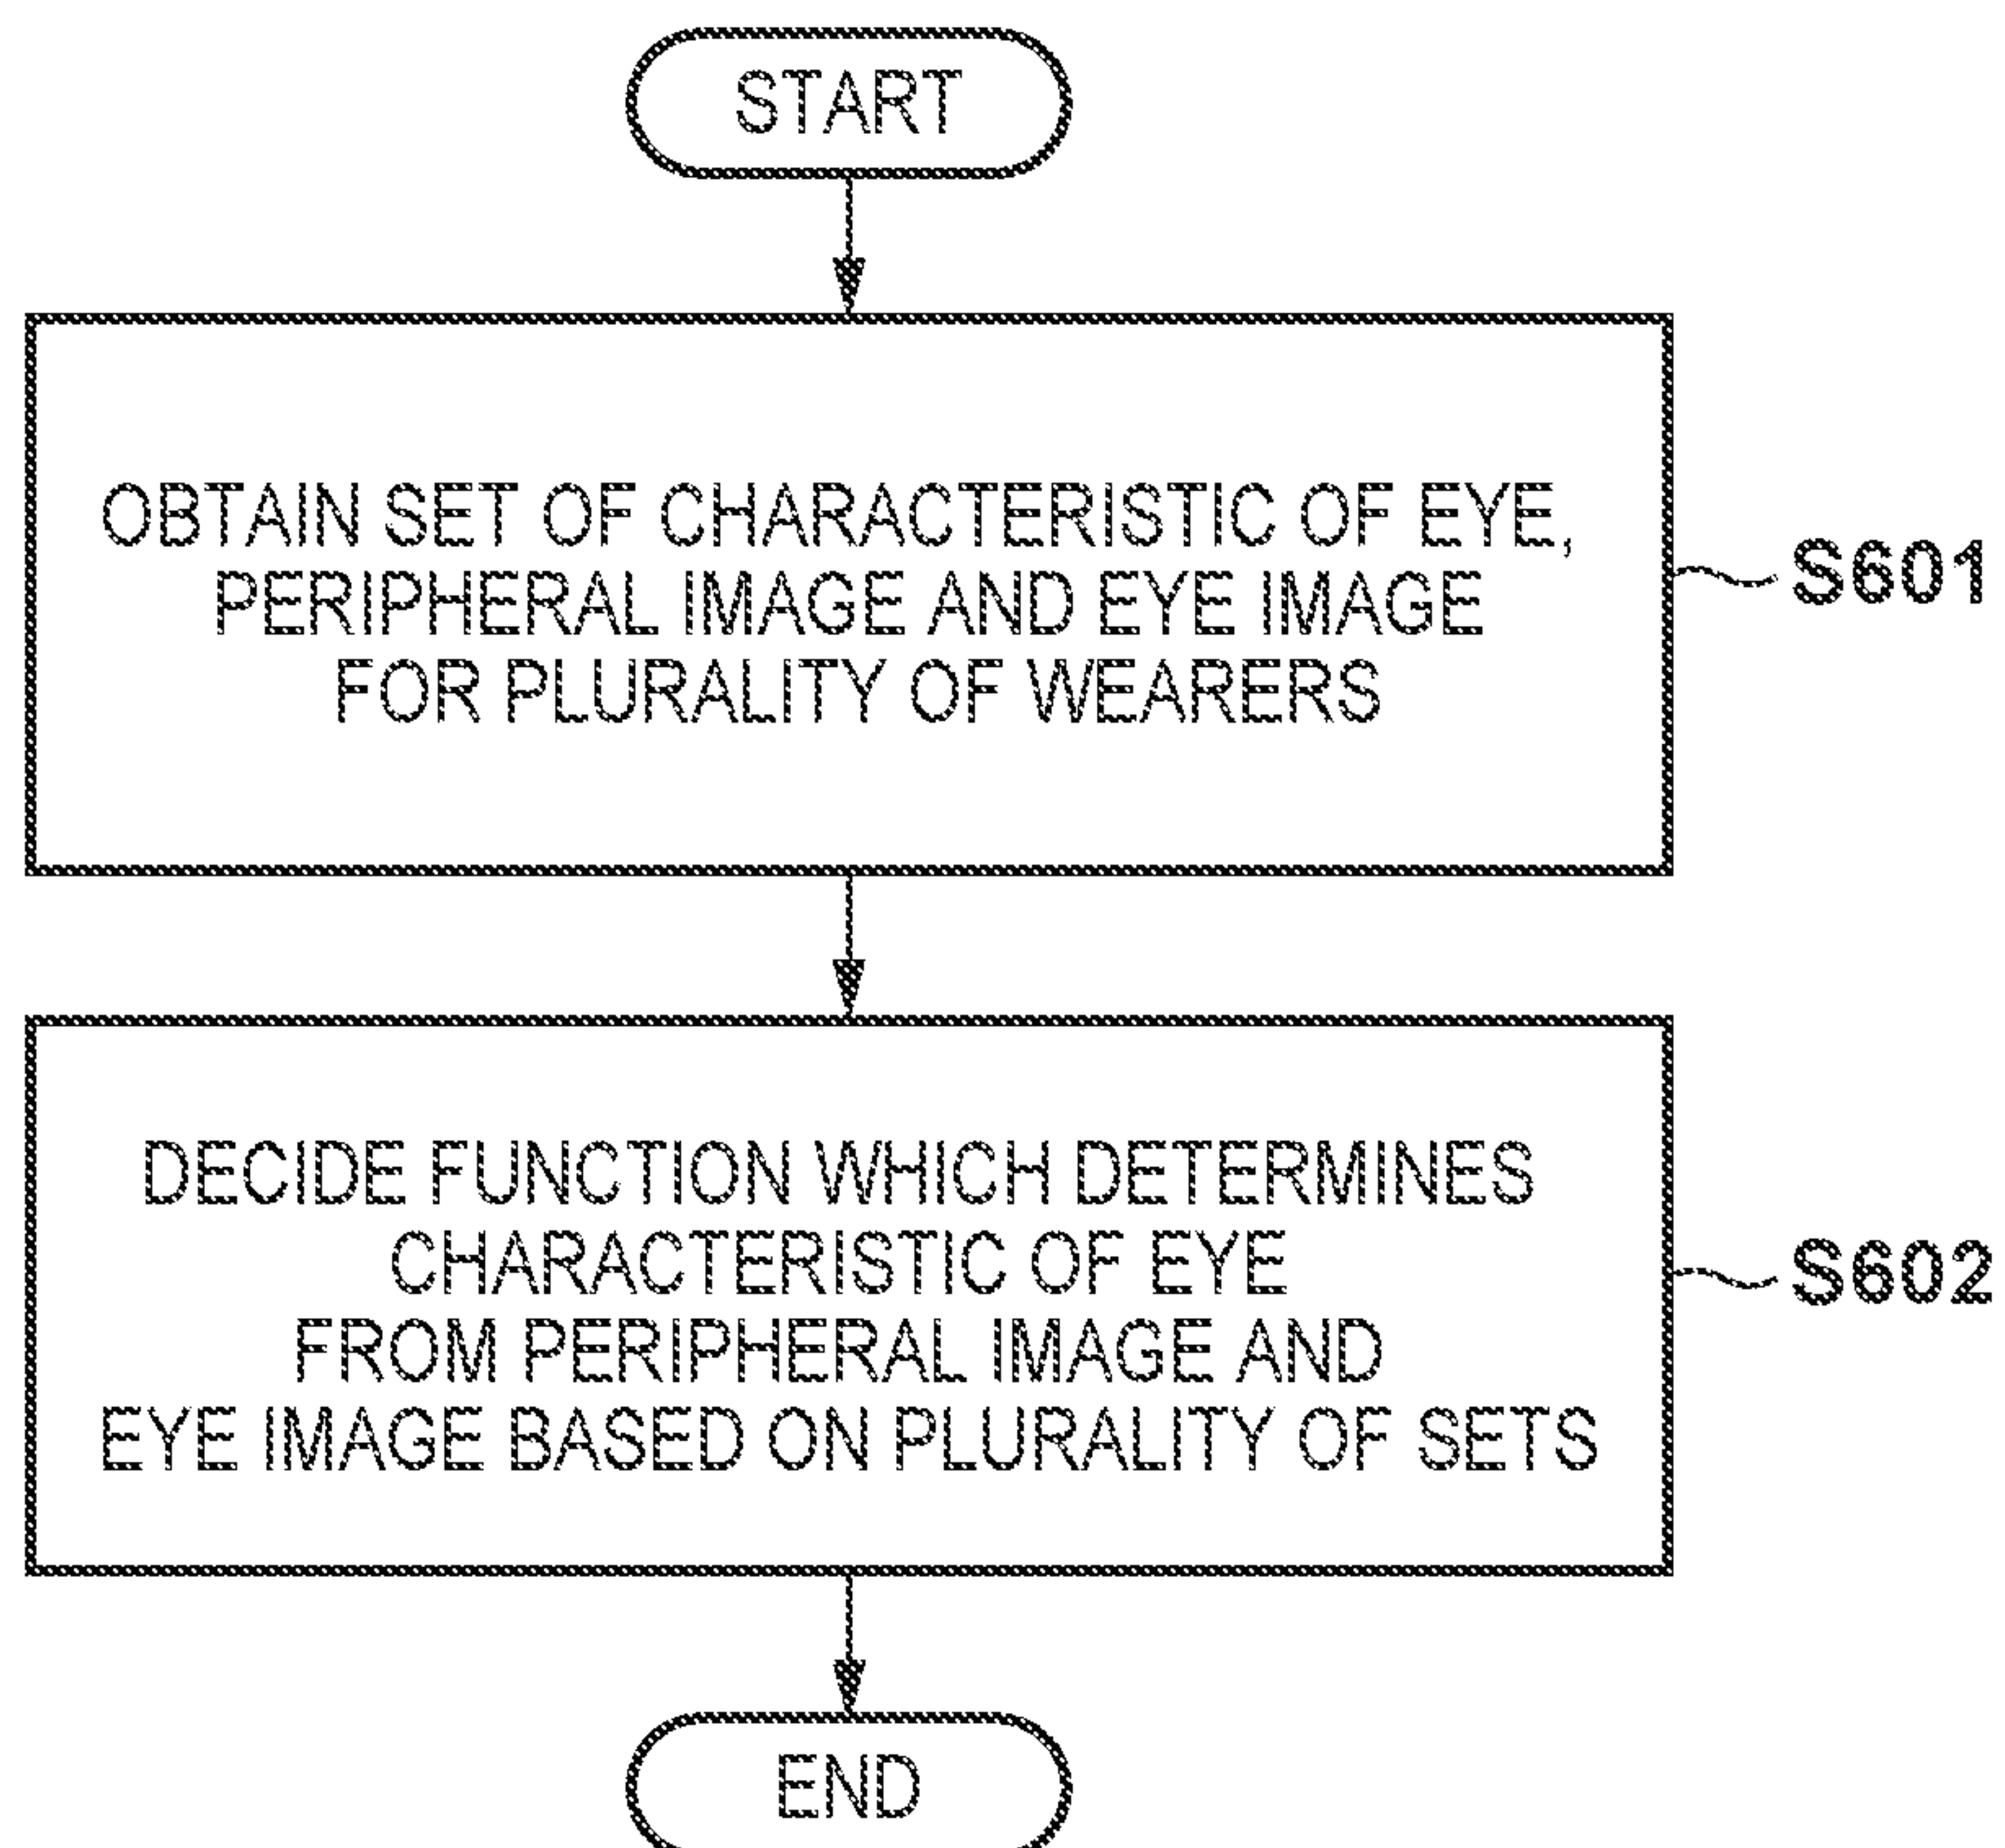 START
OBTAIN SET OF CHARACTERISTIC OF EYE,
PERIPHERAL IMAGE AND EYE IMAGE
FOR PLURALITY OF WEARERS
S601
DECIDE FUNCTION WHICH DETERMINES
CHARACTERISTIC OF EYE
FROM PERIPHERAL IMAGE AND
EYE IMAGE BASED ON PLURALITY OF SETS
S602
END